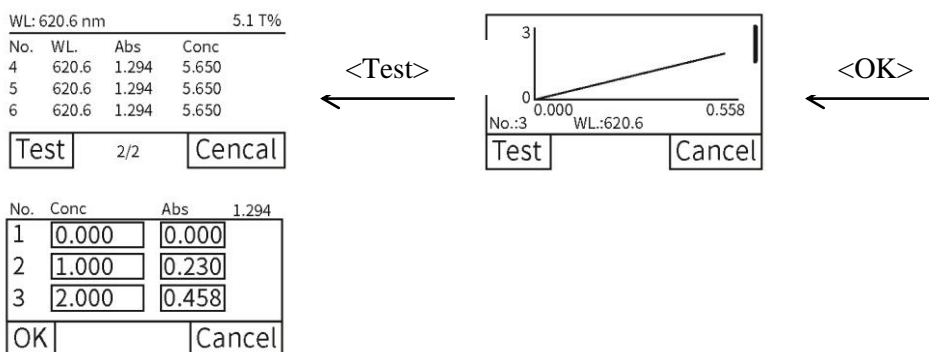 WL: 620.6 nm 5.1 T%
No. WL. Abs Conc
4 620.6 1.294 5.650
5 620.6 1.294 5.650
6 620.6 1.294 5.650
Test 2/2 Cencal
<Test>
3
0
0.000 0.558
No.:3 WL.:620.6
Test Cancel
<OK>
No. Conc Abs 1.294
1 0.000 0.000
2 1.000 0.230
3 2.000 0.458
OK Cancel